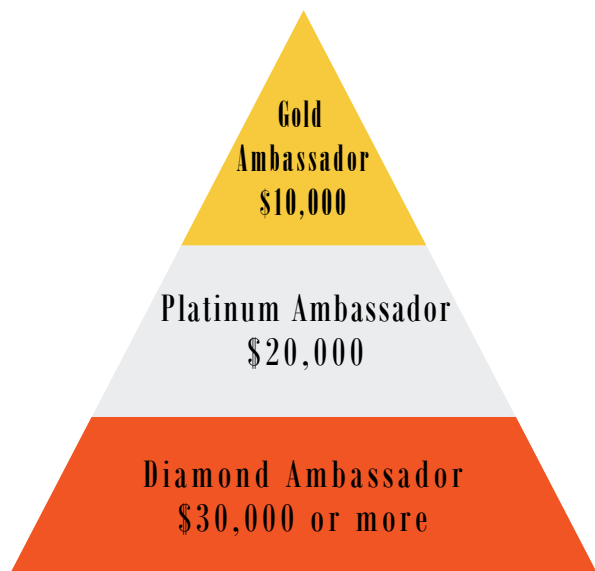 Gold
Ambassador
$10,000
Platinum Ambassador
$20,000
Diamond Ambassador
$30,000 or more